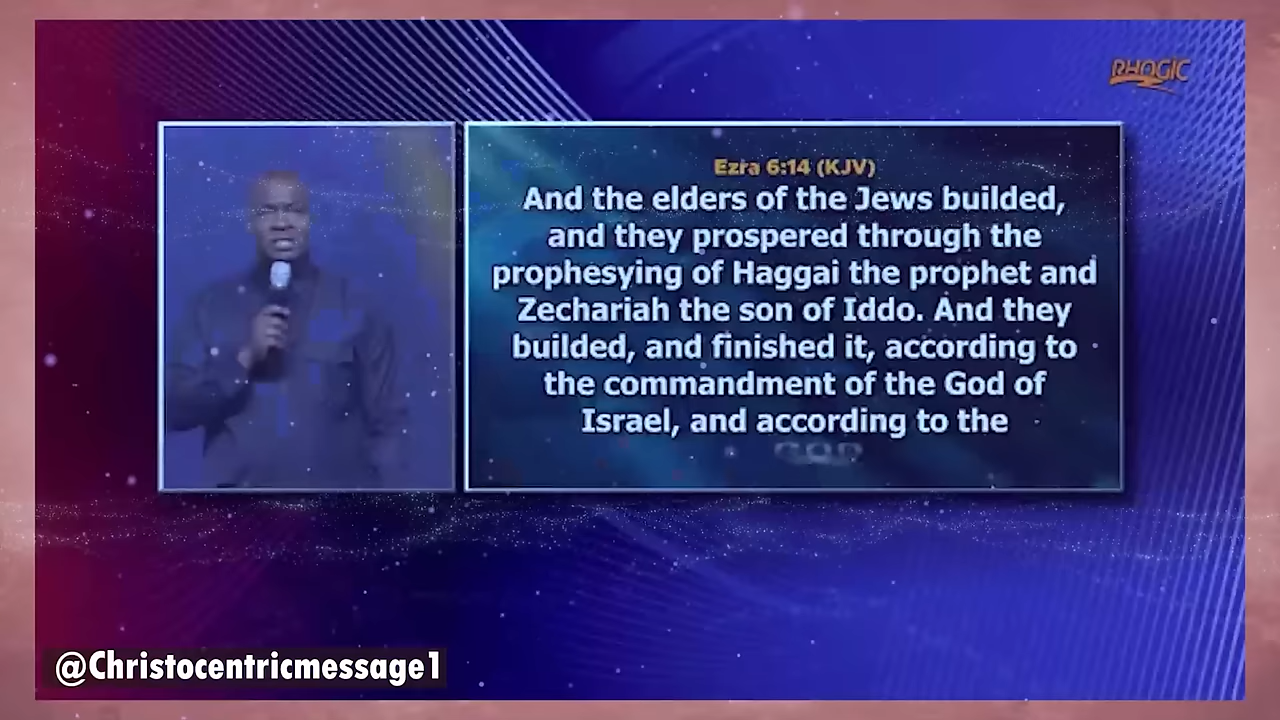 RHOGIC
Ezra 6:14 (KJV)
And the elders of the Jews builded,
and they prospered through the
prophesying of Haggai the prophet and
Zechariah the son of Iddo. And they
builded, and finished it, according to
the commandment of the God of
Israel, and according to the
GOD
@Christocentricmessage1